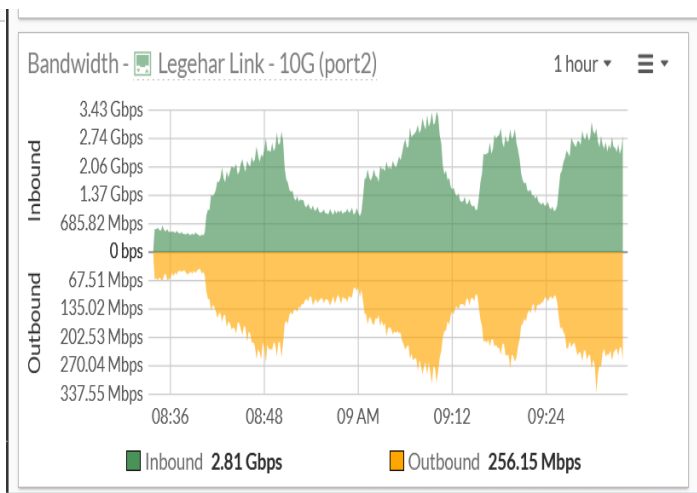 Bandwidth - Legehar Link - 10G (port2)
1 hour
3.43 Gbps
2.74 Gbps
2.06 Gbps
1.37 Gbps
685.82 Mbps
0 bps
67.51 Mbps
135.02 Mbps
202.53 Mbps
270.04 Mbps
337.55 Mbps
Inbound
Outbound
08:36 08:48 09 AM 09:12 09:24
Inbound 2.81 Gbps Outbound 256.15 Mbps